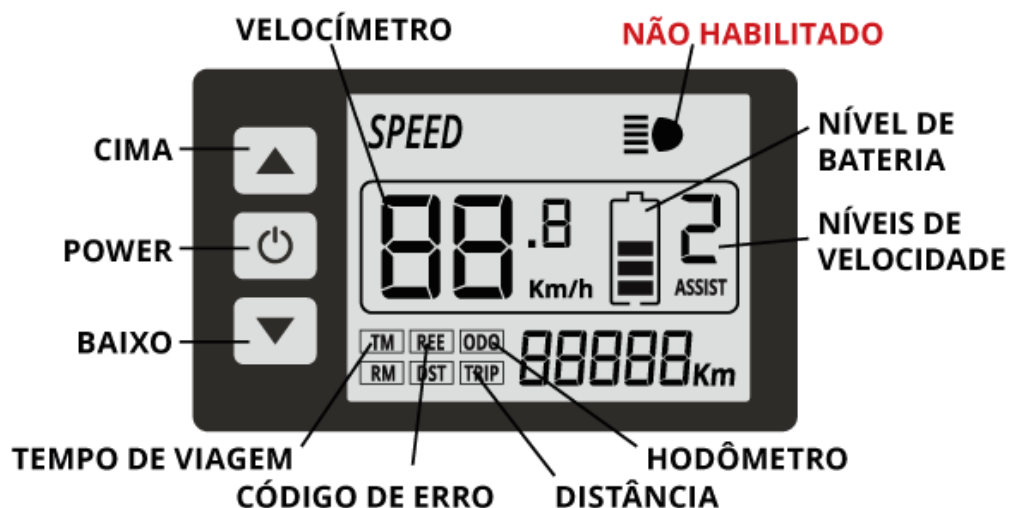 VELOCÍMETRO
NÃO HABILITADO
SPEED
CIMA
NÍVEL DE
BATERIA
88.8
Km/h
2
ASSIST
POWER
NÍVEIS DE
VELOCIDADE
BAIXO
TM REE ODO
RM DST TRIP
88888Km
TEMPO DE VIAGEM
HODÔMETRO
CÓDIGO DE ERRO
DISTÂNCIA